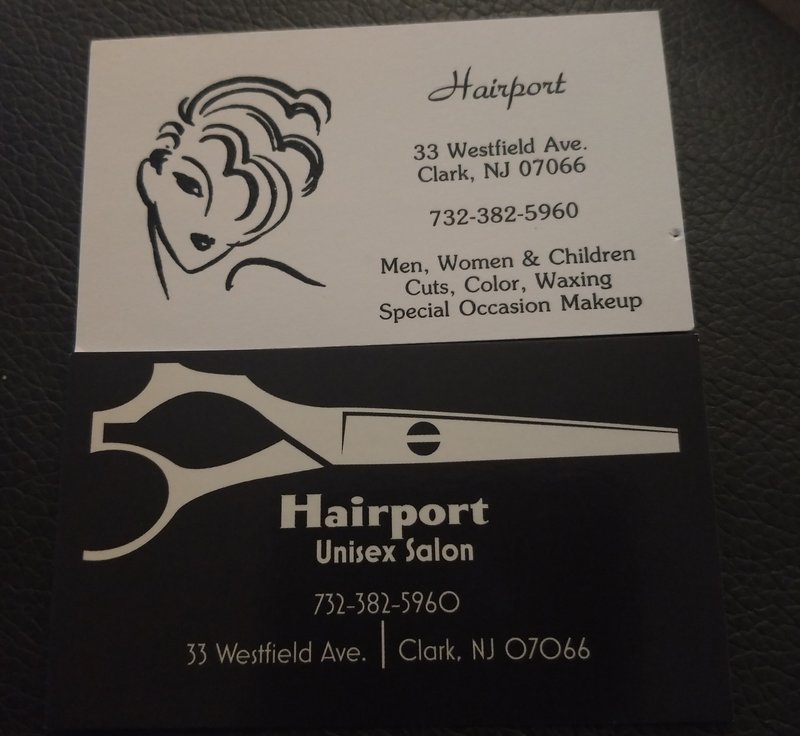 Hairport
33 Westfield Ave.
Clark, NJ 07066
732-382-5960
Men, Women & Children
Cuts, Color, Waxing
Special Occasion Makeup
Hairport
Unisex Salon
732-382-5960
33 Westfield Ave. | Clark, NJ 07066